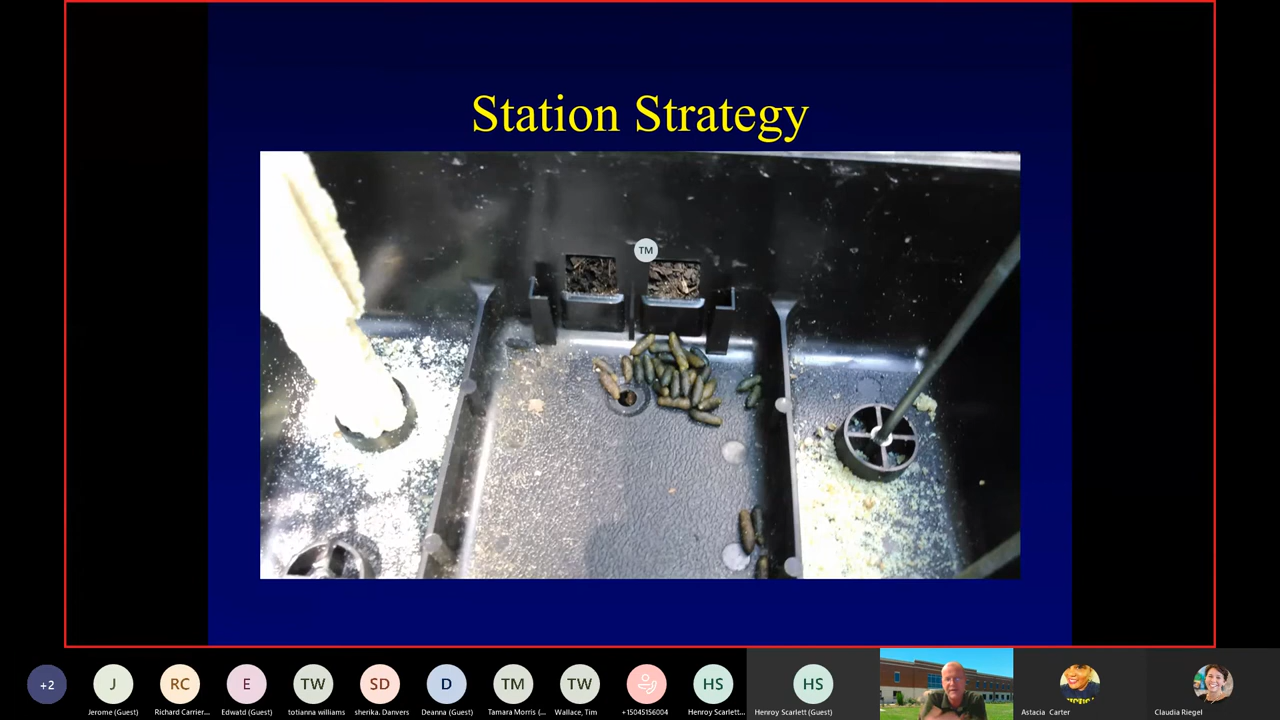 Station Strategy
TM
+2
J
RC
E
TW
SD
D
TM
TW
HS
HS
Jerome (Guest)
Richard Carrier...
Edwatd (Guest)
totianna williams
sherika. Danvers
Deanna (Guest)
Tamara Morris (...
Wallace, Tim
+15045156004
Henroy Scarlett...
Henroy Scarlett (Guest)
Astacia Carter
Claudia Riegel